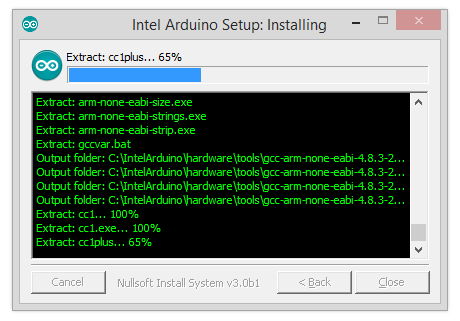 Intel Arduino Setup: Installing
Extract: cc1plus... 65%
Extract: arm-none-eabi-size.exe
Extract: arm-none-eabi-strings.exe
Extract: arm-none-eabi-strip.exe
Extract: gccvar.bat
Output folder: C:\IntelArduino\hardware\tools\gcc-arm-none-eabi-4.8.3-2...
Output folder: C:\IntelArduino\hardware\tools\gcc-arm-none-eabi-4.8.3-2...
Output folder: C:\IntelArduino\hardware\tools\gcc-arm-none-eabi-4.8.3-2...
Output folder: C:\IntelArduino\hardware\tools\gcc-arm-none-eabi-4.8.3-2...
Extract: cc1... 100%
Extract: cc1.exe... 100%
Extract: cc1plus... 65%
Cancel Nullsoft Install System v3.0b1 < Back Close